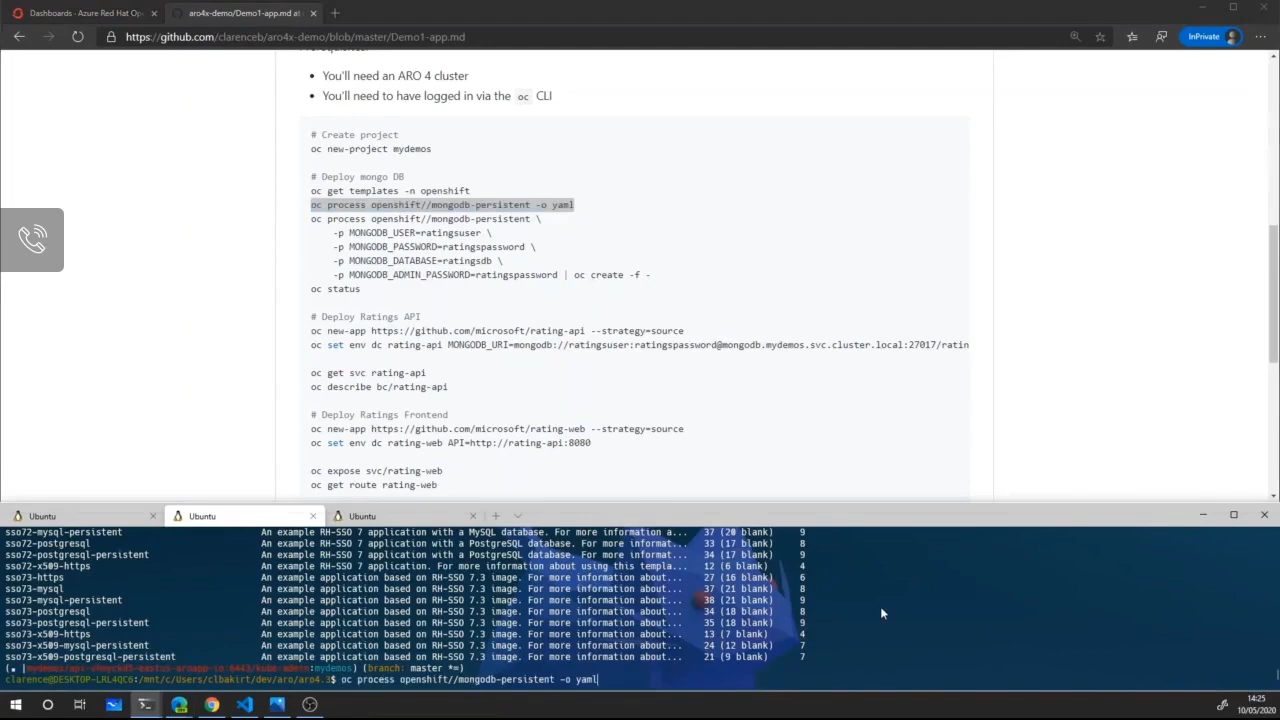 Dashboards - Azure Red Hat Op
aro4x-demo/Demo1-app.md at
https://github.com/clarenceb/aro4x-demo/blob/master/Demo1-app.md
InPrivate
You'll need an ARO 4 cluster
You'll need to have logged in via the oc CLI
# Create project
oc new-project mydemos
# Deploy mongo DB
oc get templates -n openshift
oc process openshift//mongodb-persistent -o yaml
oc process openshift//mongodb-persistent \
-p MONGODB_USER=ratingsuser \
-p MONGODB_PASSWORD=ratingspassword \
-p MONGODB_DATABASE=ratingsdb \
-p MONGODB_ADMIN_PASSWORD=ratingspassword | oc create -f -
oc status
# Deploy Ratings API
oc new-app https://github.com/microsoft/rating-api --strategy=source
oc set env dc rating-api MONGODB_URI=mongodb://ratingsuser:ratingspassword@mongodb.mydemos.svc.cluster.local:27017/ratin
oc get svc rating-api
oc describe bc/rating-api
# Deploy Ratings Frontend
oc new-app https://github.com/microsoft/rating-web --strategy=source
oc set env dc rating-web API=http://rating-api:8080
oc expose svc/rating-web
oc get route rating-web
Ubuntu
Ubuntu
Ubuntu
sso72-mysql-persistent An example RH-SSO 7 application with a MySQL database. For more information a... 37 (20 blank) 9
sso72-postgresql An example RH-SSO 7 application with a PostgreSQL database. For more informat... 33 (17 blank) 8
sso72-postgresql-persistent An example RH-SSO 7 application with a PostgreSQL database. For more informat... 34 (17 blank) 9
sso72-x509-https An example RH-SSO 7 application. For more information about using this templa... 12 (6 blank) 4
sso73-https An example application based on RH-SSO 7.3 image. For more information about... 27 (16 blank) 6
sso73-mysql An example application based on RH-SSO 7.3 image. For more information about... 37 (21 blank) 8
sso73-mysql-persistent An example application based on RH-SSO 7.3 image. For more information about... 38 (21 blank) 9
sso73-postgresql An example application based on RH-SSO 7.3 image. For more information about... 34 (18 blank) 8
sso73-postgresql-persistent An example application based on RH-SSO 7.3 image. For more information about... 35 (18 blank) 9
sso73-x509-https An example application based on RH-SSO 7.3 image. For more information about... 13 (7 blank) 4
sso73-x509-mysql-persistent An example application based on RH-SSO 7.3 image. For more information about... 24 (12 blank) 7
sso73-x509-postgresql-persistent An example application based on RH-SSO 7.3 image. For more information about... 21 (9 blank) 7
:mydemos) (branch: master *=)
clarence@DESKTOP-LRL4QC6:/mnt/c/Users/clbakirt/dev/aro/aro4.3$ oc process openshift//mongodb-persistent -o yaml
14:25
10/05/2020